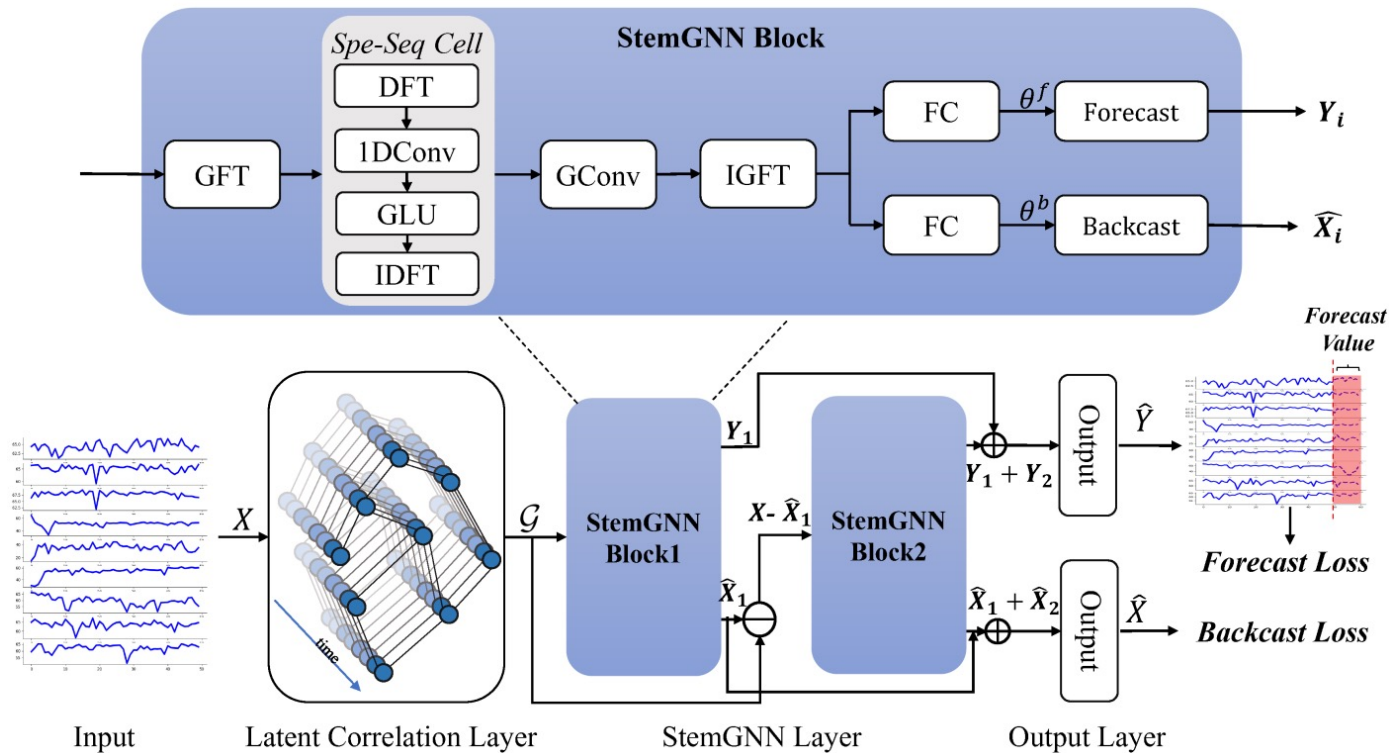 StemGNN Block
Spe-Seq Cell
DFT
1DConv
GLU
IDFT
GFT
GConv
IGFT
FC
θ^f
Forecast
Y_i
FC
θ^b
Backcast
X̂_i
Forecast
Value
X
time
𝒢
StemGNN
Block1
Y_1
X̂_1
X- X̂_1
StemGNN
Block2
Y_1 + Y_2
Output
Ŷ
Forecast Loss
X̂_1 + X̂_2
Output
X̂
Backcast Loss
Input
Latent Correlation Layer
StemGNN Layer
Output Layer